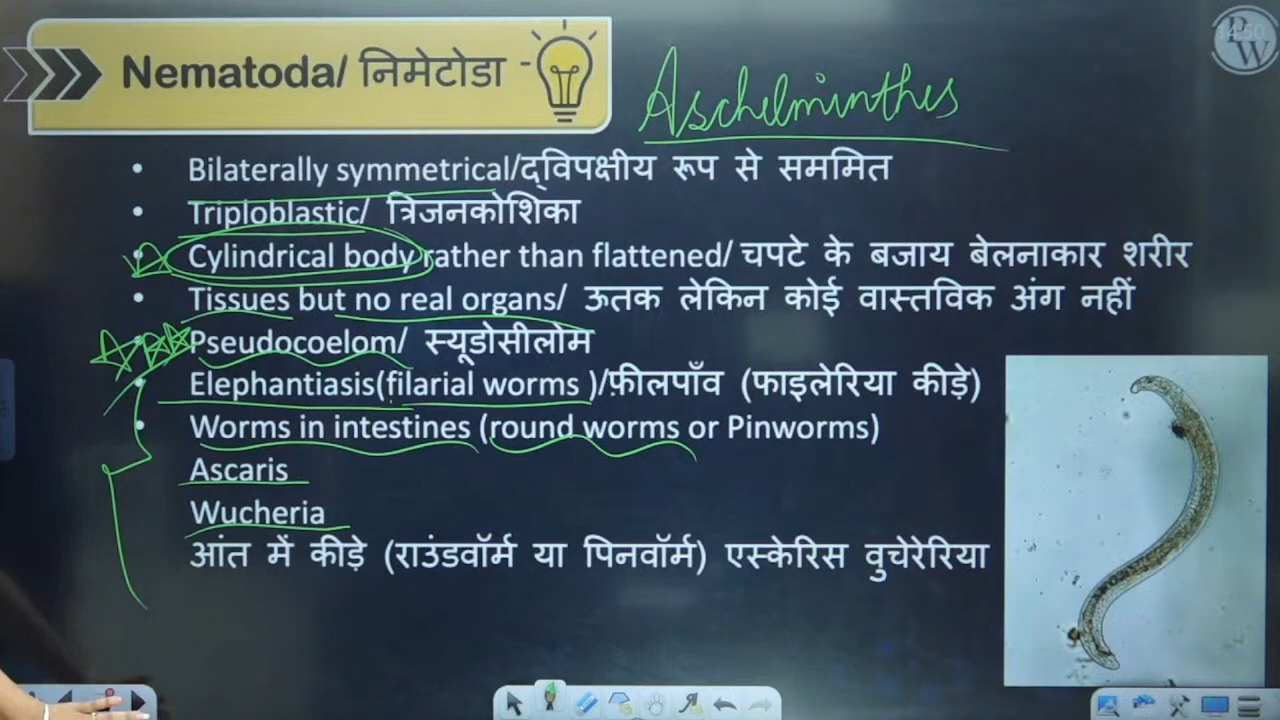 Nematoda/ निमेटोडा -
Aschelminthes
PW
14:50
• Bilaterally symmetrical/द्विपक्षीय रूप से सममित
• Triploblastic/ त्रिजनकोशिका
• Cylindrical body rather than flattened/ चपटे के बजाय बेलनाकार शरीर
• Tissues but no real organs/ ऊतक लेकिन कोई वास्तविक अंग नहीं
• Pseudocoelom/ स्यूडोसीलोम
• Elephantiasis(filarial worms )/फ़ीलपाँव (फाइलेरिया कीड़े)
• Worms in intestines (round worms or Pinworms)
Ascaris
Wucheria
आंत में कीड़े (राउंडवॉर्म या पिनवॉर्म) एस्केरिस वुचेरेरिया